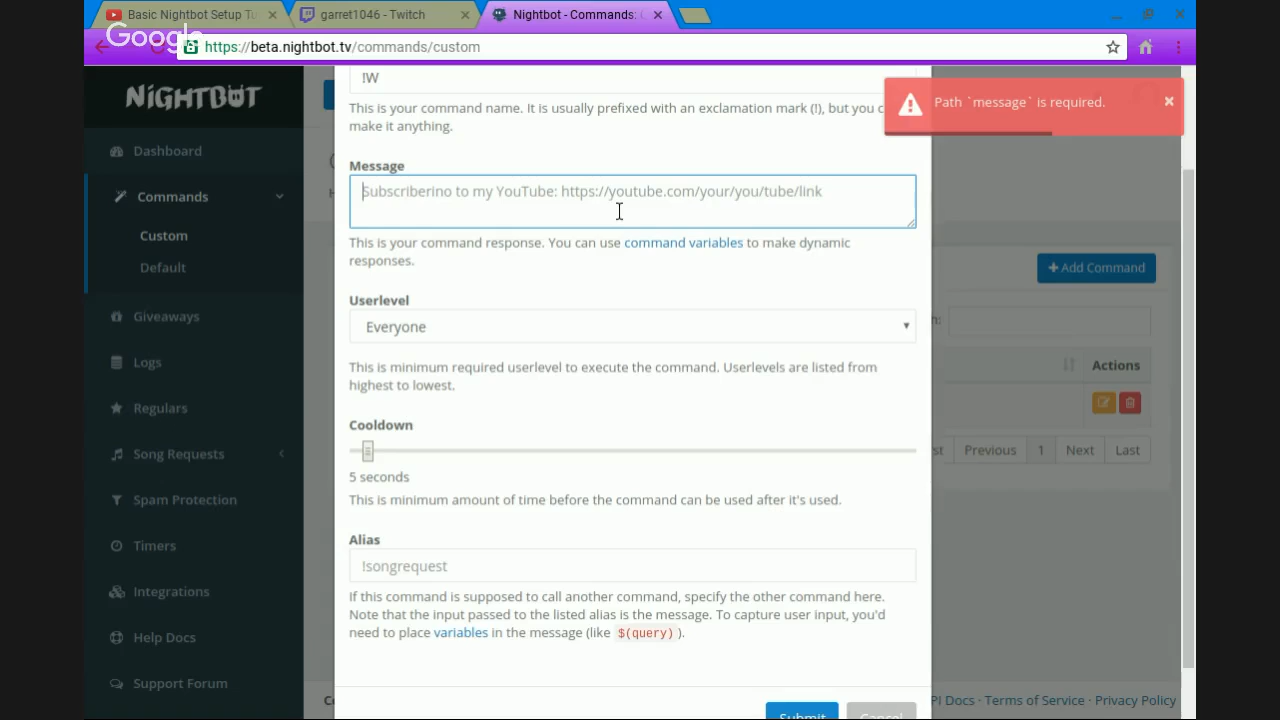 Basic Nightbot Setup Tu
garret1046 - Twitch
Nightbot - Commands: C
Google
https://beta.nightbot.tv/commands/custom
NiGHTBOT
!W
Path `message` is required.
This is your command name. It is usually prefixed with an exclamation mark (!), but you c
make it anything.
Dashboard
Message
Subscriberino to my YouTube: https://youtube.com/your/you/tube/link
Commands
Custom
This is your command response. You can use command variables to make dynamic
responses.
Default
Add Command
Userlevel
Everyone
Giveaways
n:
Logs
This is minimum required userlevel to execute the command. Userlevels are listed from
highest to lowest.
Actions
Regulars
Cooldown
Song Requests
st Previous 1 Next Last
5 seconds
Spam Protection
This is minimum amount of time before the command can be used after it's used.
Timers
Alias
!songrequest
Integrations
If this command is supposed to call another command, specify the other command here.
Note that the input passed to the listed alias is the message. To capture user input, you'd
need to place variables in the message (like $(query) ).
Help Docs
Support Forum
PI Docs · Terms of Service · Privacy Policy
Submit
Cancel